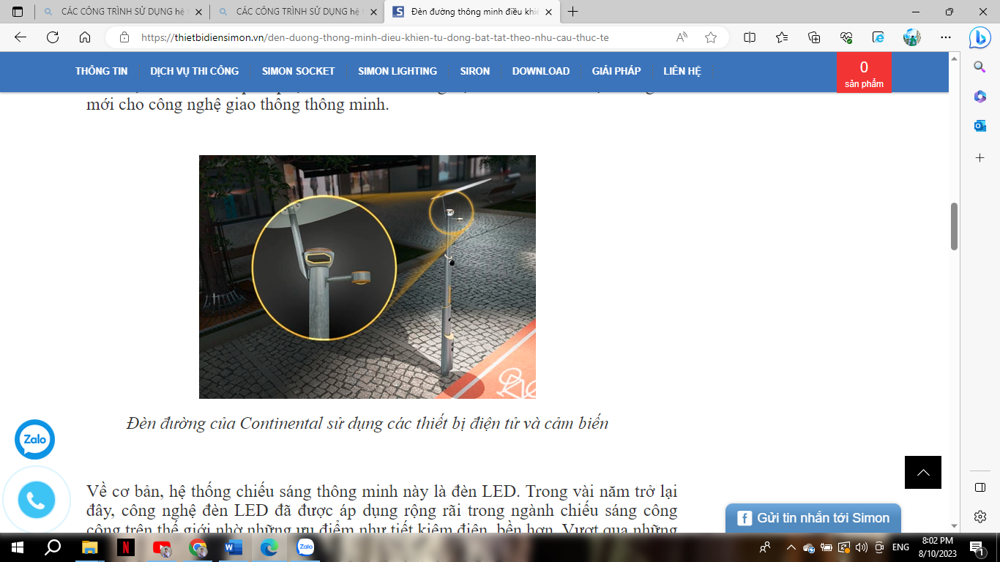 CÁC CÔNG TRÌNH SỬ DỤNG hệ
CÁC CÔNG TRÌNH SỬ DỤNG hệ
Đèn đường thông minh điều khiể
https://thietbidiensimon.vn/den-duong-thong-minh-dieu-khien-tu-dong-bat-tat-theo-nhu-cau-thuc-te
THÔNG TIN DỊCH VỤ THI CÔNG SIMON SOCKET SIMON LIGHTING SIRON DOWNLOAD GIẢI PHÁP LIÊN HỆ
0
sản phẩm
mới cho công nghệ giao thông thông minh.
Đèn đường của Continental sử dụng các thiết bị điện tử và cảm biến
Zalo
Về cơ bản, hệ thống chiếu sáng thông minh này là đèn LED. Trong vài năm trở lại
đây, công nghệ đèn LED đã được áp dụng rộng rãi trong ngành chiếu sáng công
cộng trên thế giới nhờ những ưu điểm như tiết kiệm điện, bền hơn. Vượt qua những
Gửi tin nhắn tới Simon
Zalo
ENG
8:02 PM
8/10/2023
1